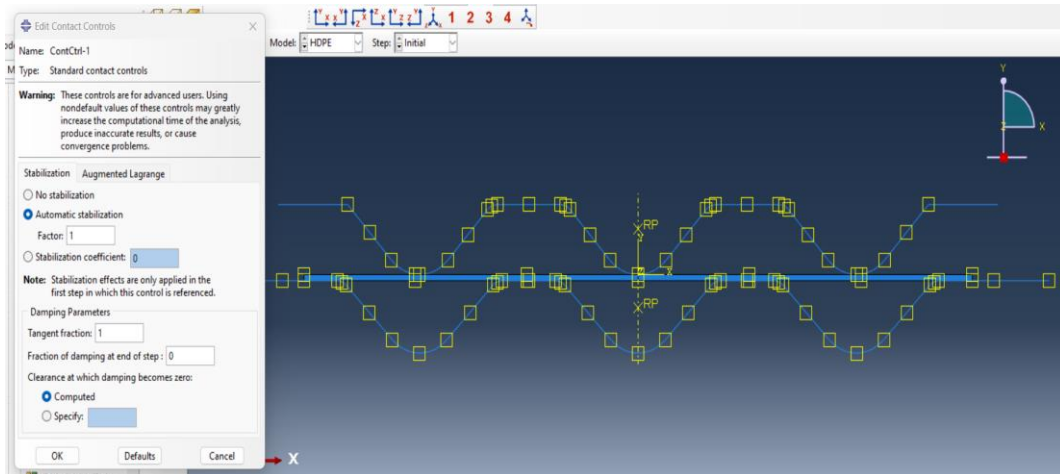 Edit Contact Controls
1 2 3 4
Model: HDPE Step: Initial
Name: ContCtrl-1
Type: Standard contact controls
Warning: These controls are for advanced users. Using
nondefault values of these controls may greatly
increase the computational time of the analysis,
produce inaccurate results, or cause
convergence problems.
Stabilization Augmented Lagrange
No stabilization
Automatic stabilization
Factor: 1
Stabilization coefficient: 0
Note: Stabilization effects are only applied in the
first step in which this control is referenced.
Damping Parameters
Tangent fraction: 1
Fraction of damping at end of step : 0
Clearance at which damping becomes zero:
Computed
Specify:
OK Defaults Cancel
Y
Z X
RP
Y
X
RP
X